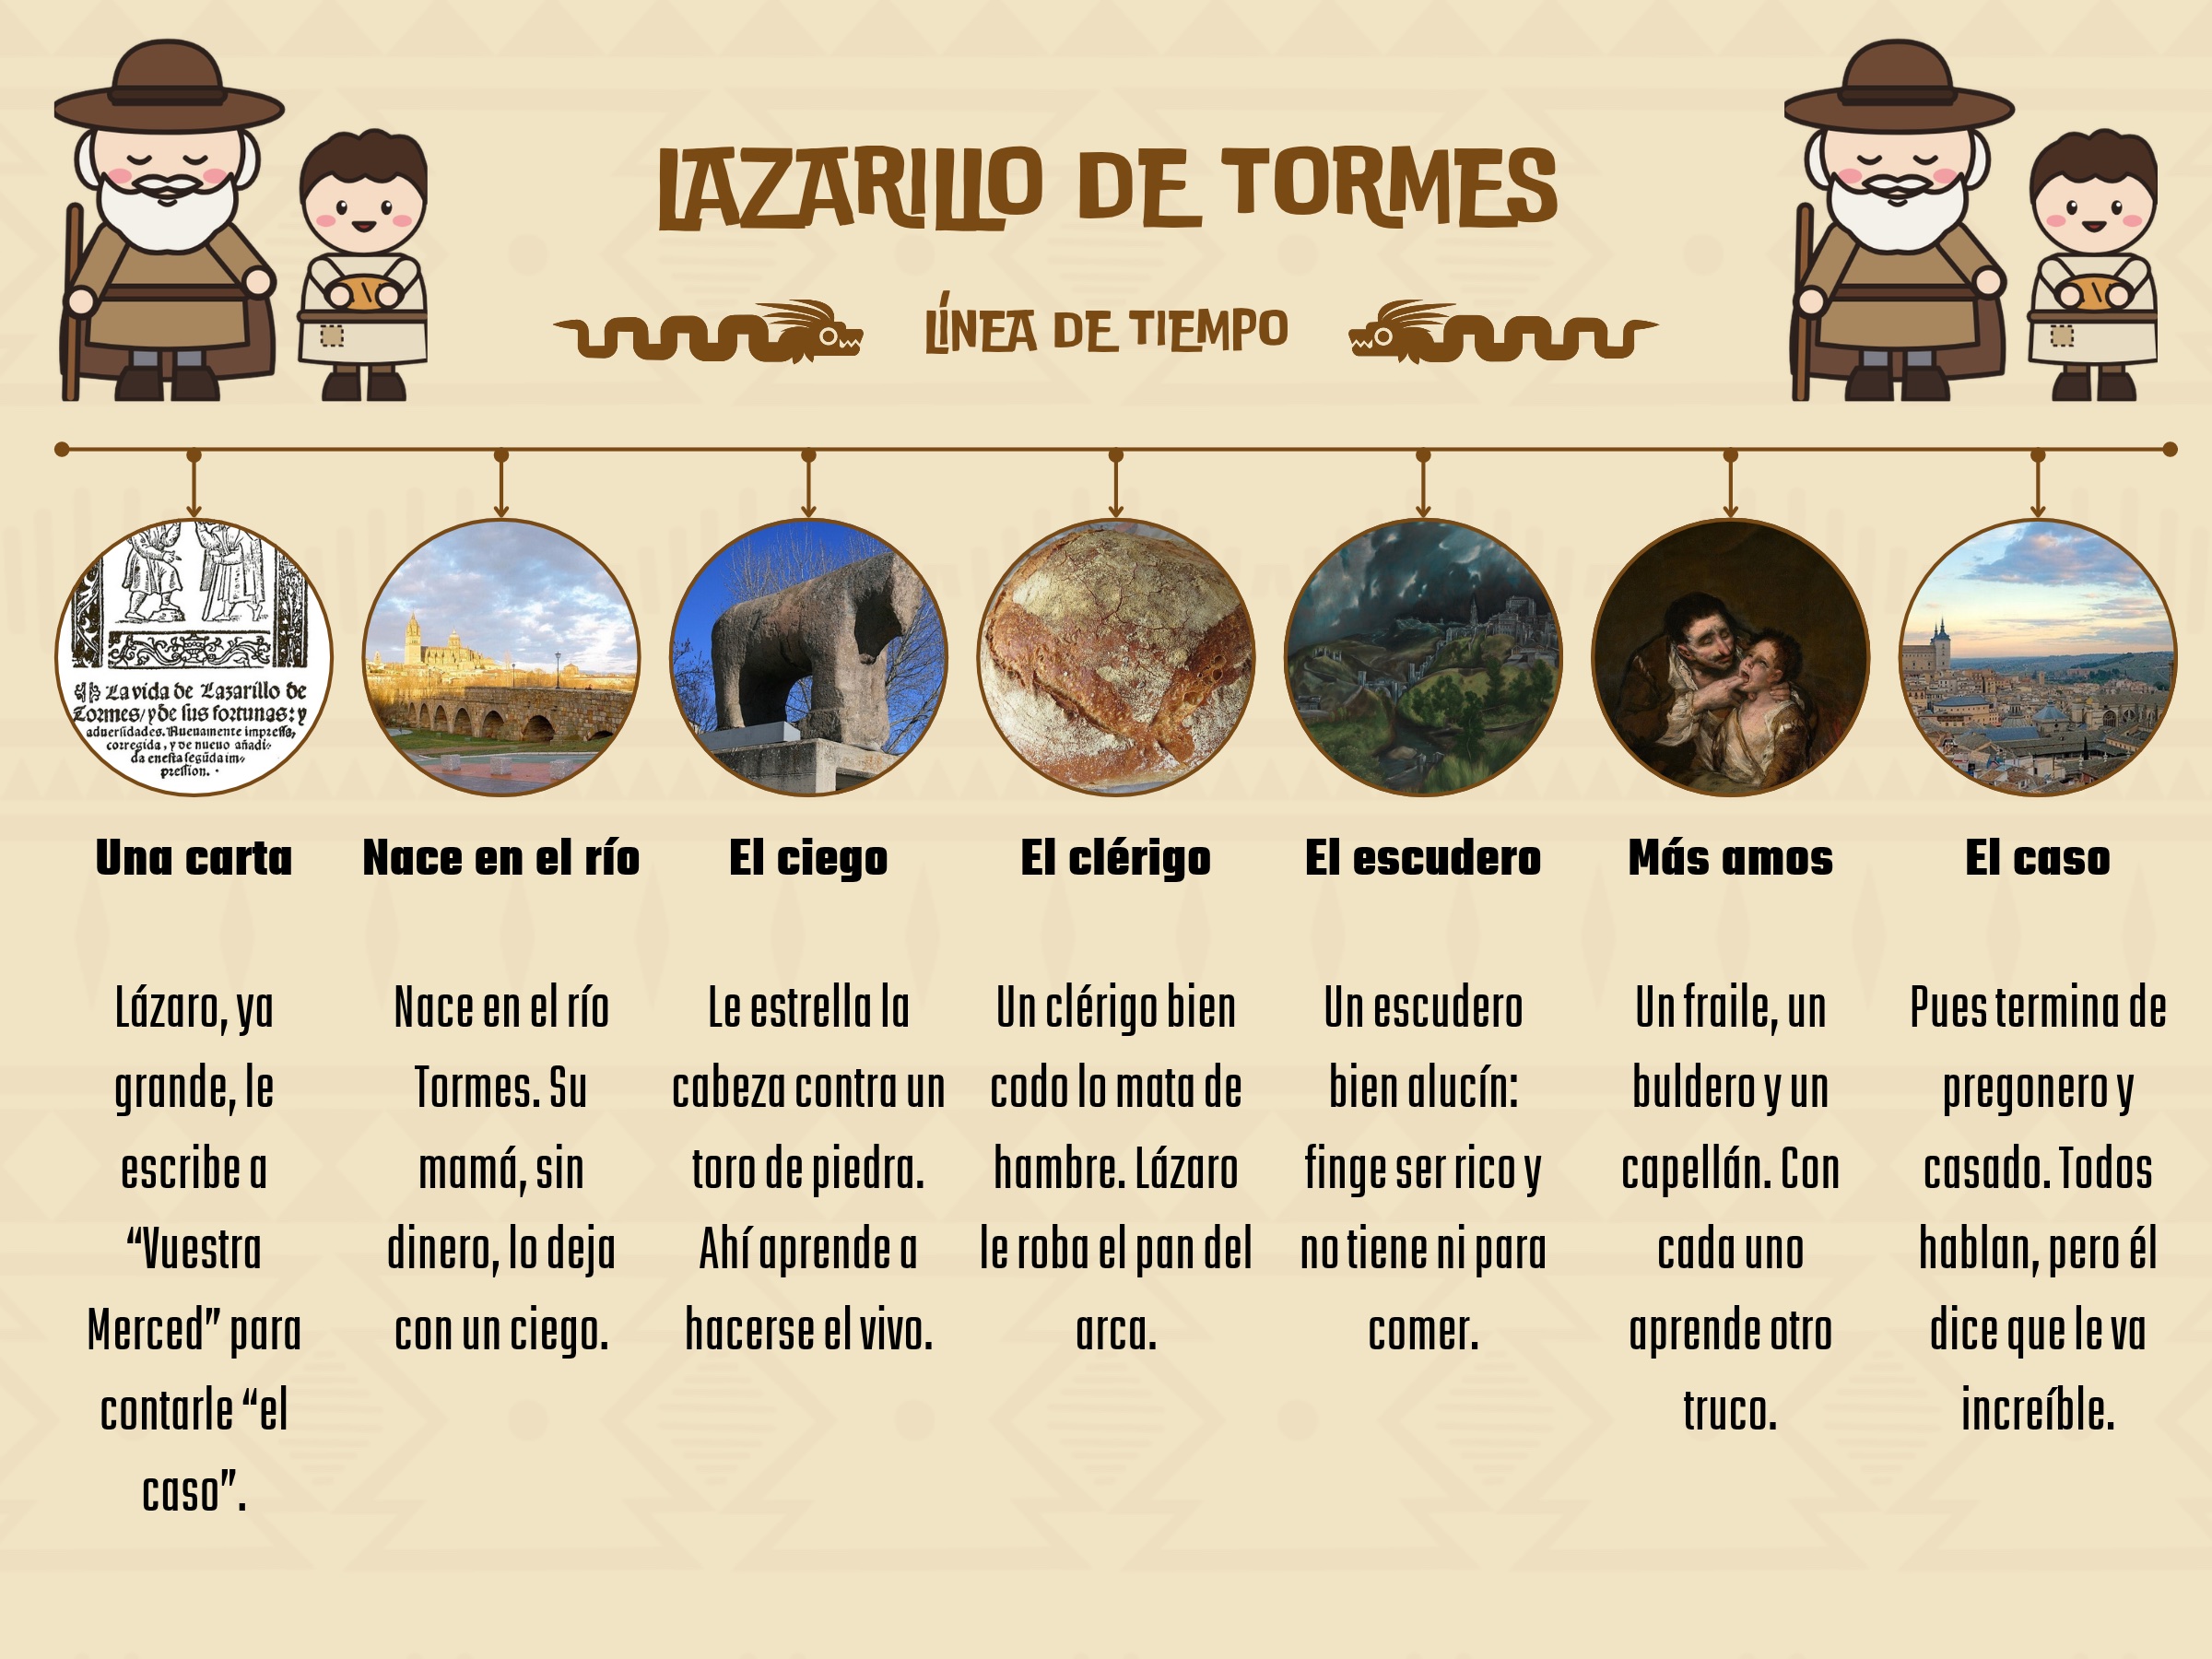 LAZARILLO DE TORMES
LÍNEA DE TIEMPO
La vida de Lazarillo de
Tormes/ y de sus fortunas: y
aduersidades. Nueuamente impressa,
corregida, y de nueuo añadi-
da enesta segũda im-
pression.
Una carta
Lázaro, ya
grande, le
escribe a
“Vuestra
Merced” para
contarle “el
caso”.
Nace en el río
Nace en el río
Tormes. Su
mamá, sin
dinero, lo deja
con un ciego.
El ciego
Le estrella la
cabeza contra un
toro de piedra.
Ahí aprende a
hacerse el vivo.
El clérigo
Un clérigo bien
codo lo mata de
hambre. Lázaro
le roba el pan del
arca.
El escudero
Un escudero
bien alucín:
finge ser rico y
no tiene ni para
comer.
Más amos
Un fraile, un
buldero y un
capellán. Con
cada uno
aprende otro
truco.
El caso
Pues termina de
pregonero y
casado. Todos
hablan, pero él
dice que le va
increíble.